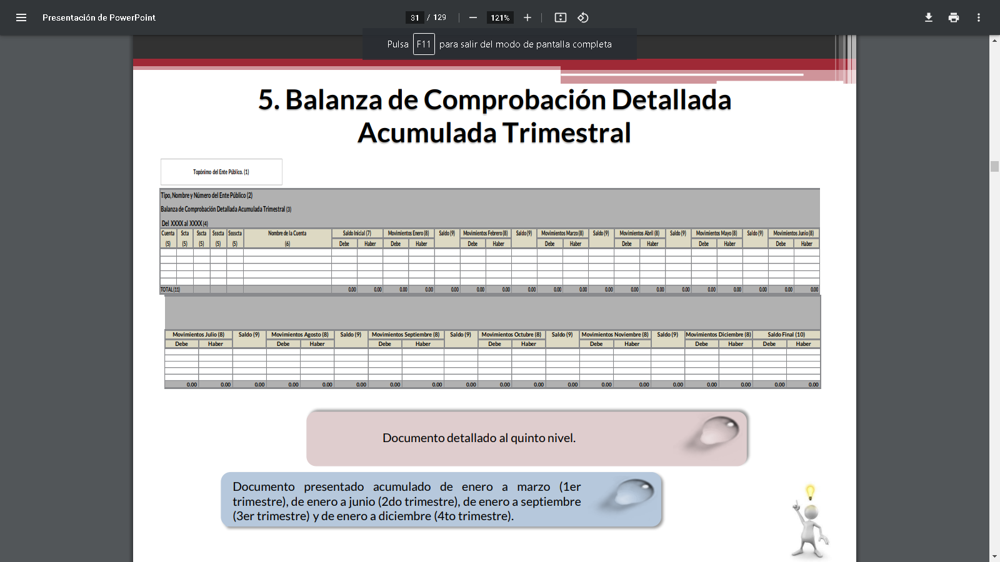 Presentación de PowerPoint
31 / 129
121%
Pulsa F11 para salir del modo de pantalla completa
5. Balanza de Comprobación Detallada
Acumulada Trimestral
Topónimo del Ente Público. (1)
Tipo, Nombre y Número del Ente Público (2)
Balanza de Comprobación Detallada Acumulada Trimestral (3)
Del XXXX al XXXX (4)
Cuenta Scta Sscta Ssscta Sssscta Nombre de la Cuenta Saldo Inicial (7) Movimientos Enero (8) Saldo (9) Movimientos Febrero (8) Saldo (9) Movimientos Marzo (8) Saldo (9) Movimientos Abril (8) Saldo (9) Movimientos Mayo (8) Saldo (9) Movimientos Junio (8)
(5) (5) (5) (5) (5) (6) Debe Haber Debe Haber Debe Haber Debe Haber Debe Haber Debe Haber Debe Haber
TOTAL (11) 0.00 0.00 0.00 0.00 0.00 0.00 0.00 0.00 0.00 0.00 0.00 0.00 0.00 0.00 0.00 0.00 0.00 0.00 0.00
Movimientos Julio (8) Saldo (9) Movimientos Agosto (8) Saldo (9) Movimientos Septiembre (8) Saldo (9) Movimientos Octubre (8) Saldo (9) Movimientos Noviembre (8) Saldo (9) Movimientos Diciembre (8) Saldo Final (10)
Debe Haber Debe Haber Debe Haber Debe Haber Debe Haber Debe Haber Debe Haber
0.00 0.00 0.00 0.00 0.00 0.00 0.00 0.00 0.00 0.00 0.00 0.00 0.00 0.00 0.00 0.00 0.00 0.00 0.00
Documento detallado al quinto nivel.
Documento presentado acumulado de enero a marzo (1er
trimestre), de enero a junio (2do trimestre), de enero a septiembre
(3er trimestre) y de enero a diciembre (4to trimestre).